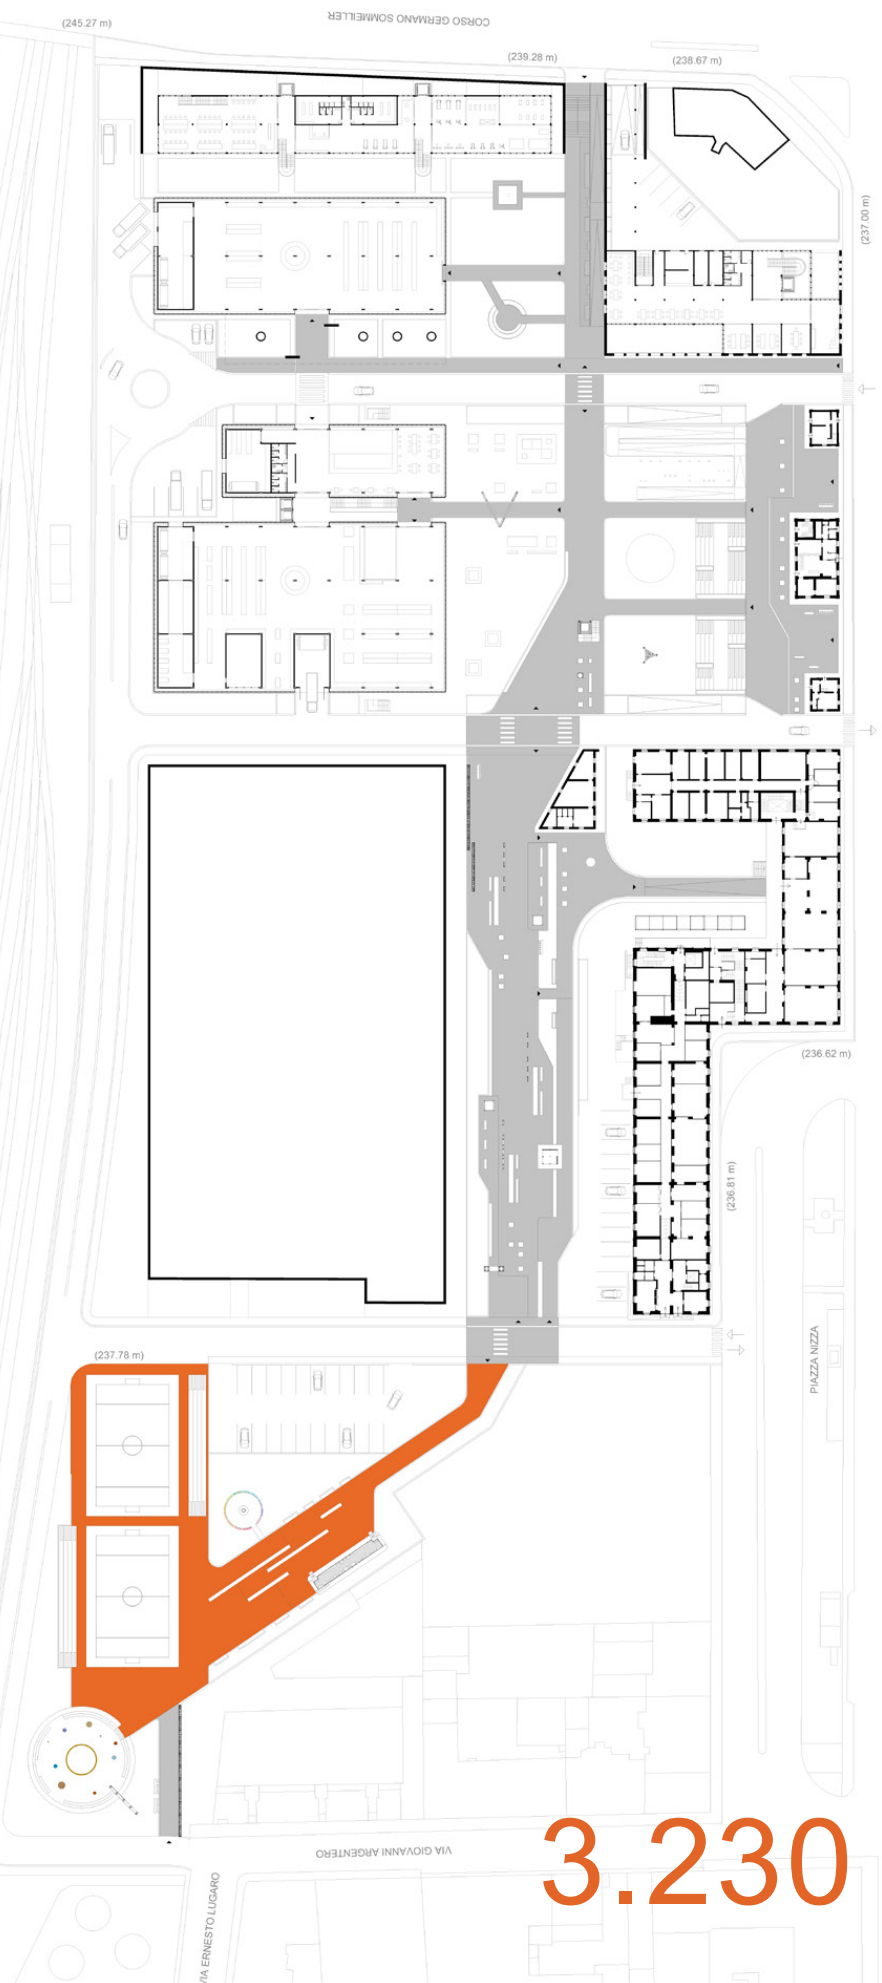 CORSO GERMANO SOMMEILLER
(245.27 m)
(239.28 m)
(238.67 m)
(237.00 m)
(236.62 m)
(236.81 m)
PIAZZA NIZZA
(237.78 m)
3.230
VIA GIOVANNI ARGENTERO
VIA ERNESTO LUGARO